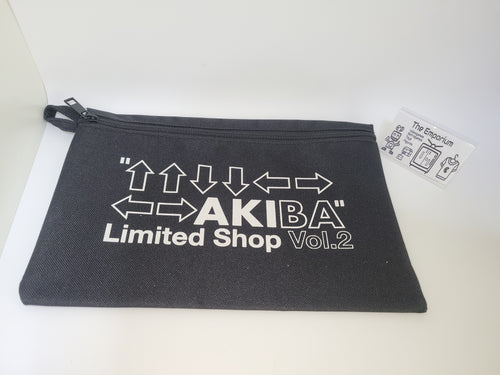 "⇧⇧⇩⇩⇦⇨
⇦⇨AKIBA"
Limited Shop Vol.2
The Emporium